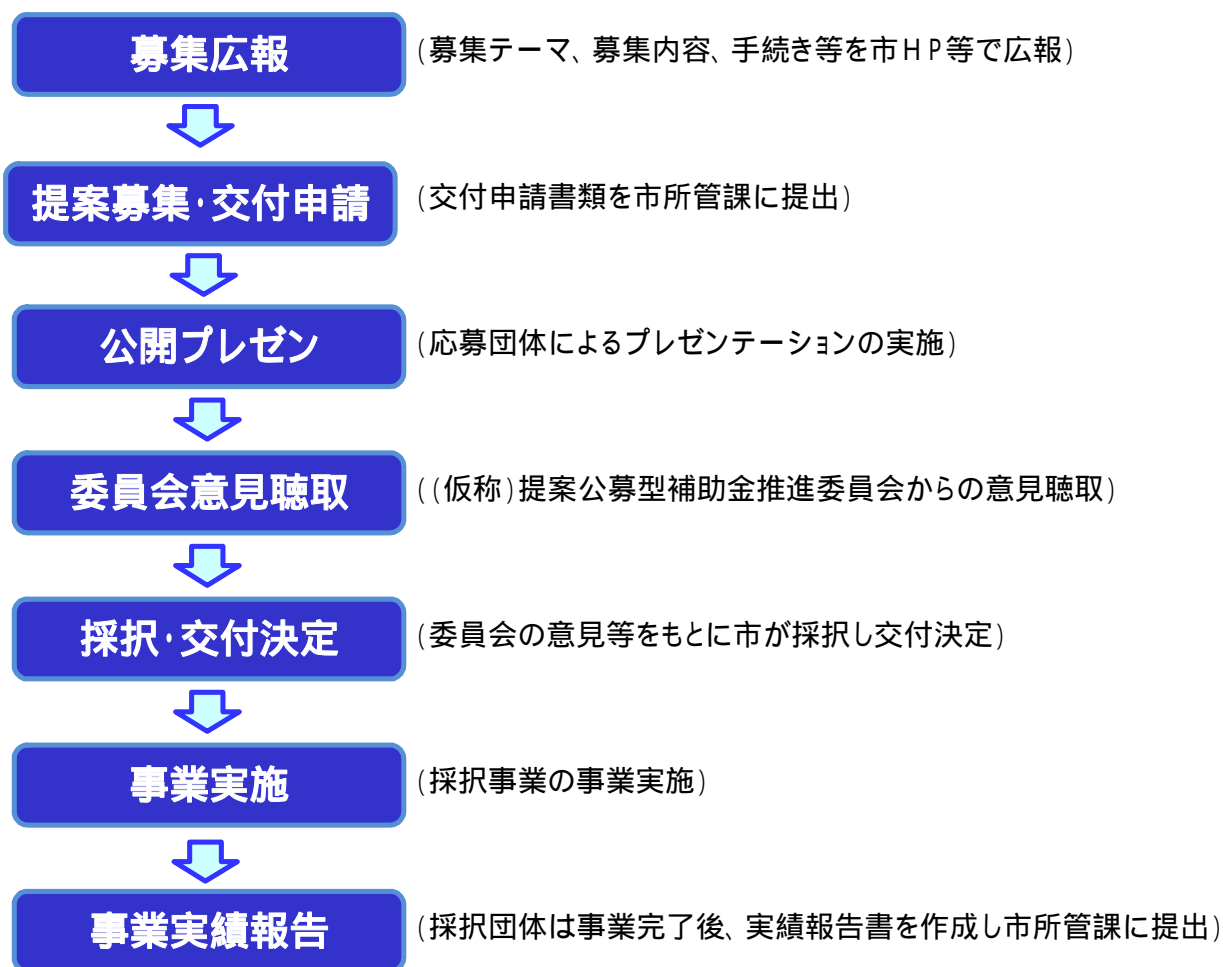 募集広報
(募集テーマ、募集内容、手続き等を市HP等で広報)
提案募集・交付申請
(交付申請書類を市所管課に提出)
公開プレゼン
(応募団体によるプレゼンテーションの実施)
委員会意見聴取
((仮称)提案公募型補助金推進委員会からの意見聴取)
採択・交付決定
(委員会の意見等をもとに市が採択し交付決定)
事業実施
(採択事業の事業実施)
事業実績報告
(採択団体は事業完了後、実績報告書を作成し市所管課に提出)